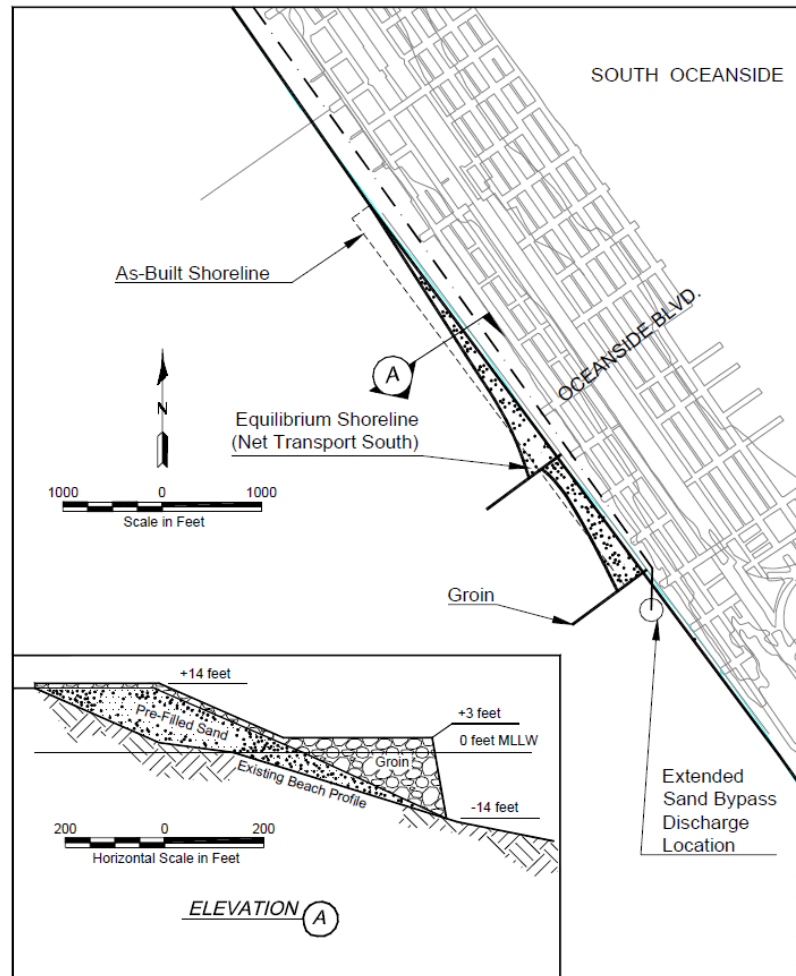 SOUTH OCEANSIDE
As-Built Shoreline
OCEANSIDE BLVD.
A
N
Equilibrium Shoreline
(Net Transport South)
1000 0 1000
Scale in Feet
Groin
+14 feet
+3 feet
Pre-Filled Sand
0 feet MLLW
Groin
Existing Beach Profile
-14 feet
200 0 200
Horizontal Scale in Feet
ELEVATION A
Extended
Sand Bypass
Discharge
Location